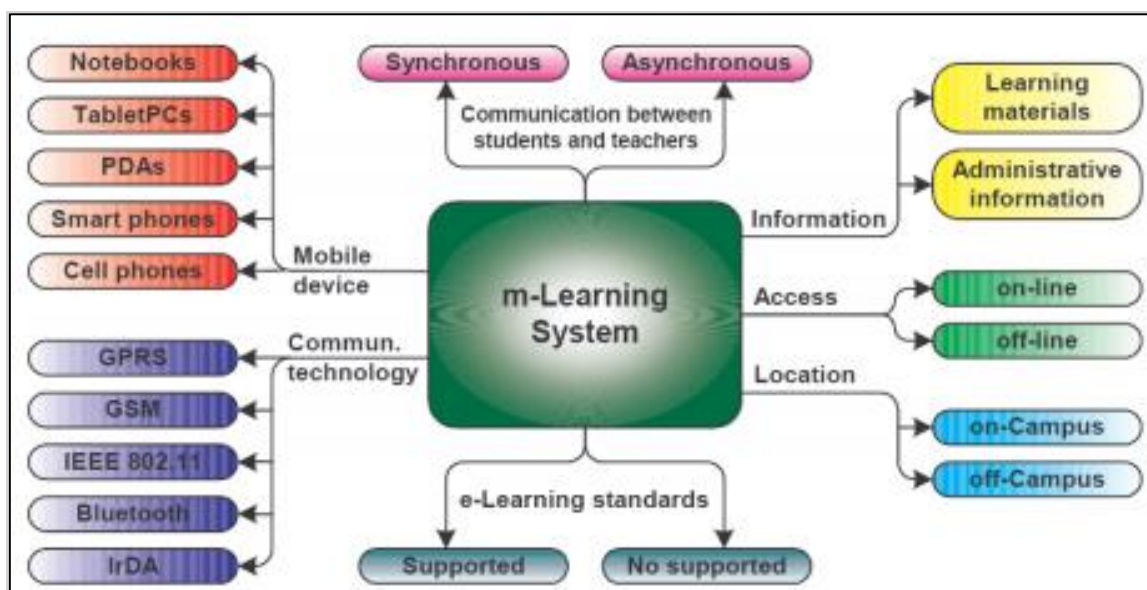 Notebooks
TabletPCs
PDAs
Smart phones
Cell phones
Mobile
device
GPRS
GSM
IEEE 802.11
Bluetooth
IrDA
Commun.
technology
Synchronous
Asynchronous
Communication between
students and teachers
m-Learning
System
e-Learning standards
Supported
No supported
Information
Learning
materials
Administrative
information
Access
on-line
off-line
Location
on-Campus
off-Campus